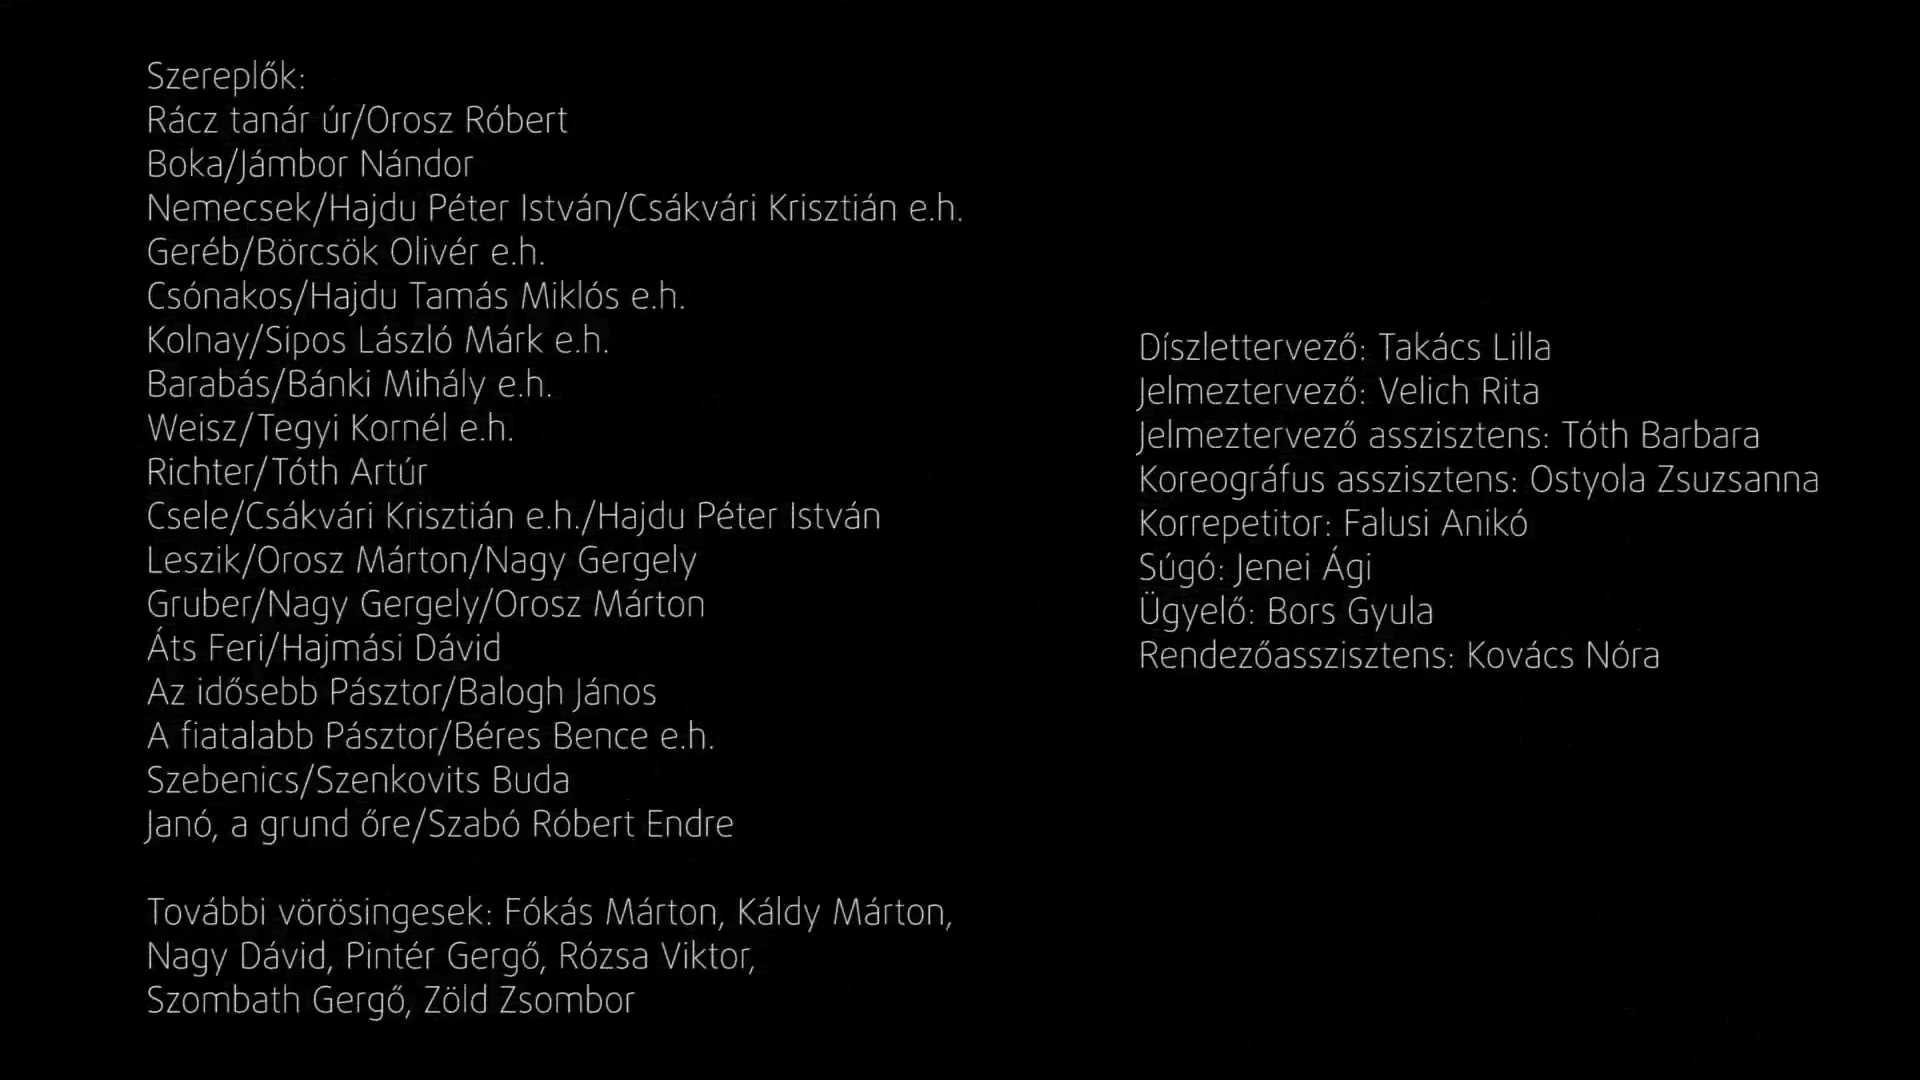 Szereplők:
Rácz tanár úr/Orosz Róbert
Boka/Jámbor Nándor
Nemecsek/Hajdu Péter István/Csákvári Krisztián e.h.
Geréb/Börcsök Olivér e.h.
Csónakos/Hajdu Tamás Miklós e.h.
Kolnay/Sipos László Márk e.h.
Barabás/Bánki Mihály e.h.
Weisz/Tegyi Kornél e.h.
Richter/Tóth Artúr
Csele/Csákvári Krisztián e.h./Hajdu Péter István
Leszik/Orosz Márton/Nagy Gergely
Gruber/Nagy Gergely/Orosz Márton
Áts Feri/Hajmási Dávid
Az idősebb Pásztor/Balogh János
A fiatalabb Pásztor/Béres Bence e.h.
Szebenics/Szenkovits Buda
Janó, a grund őre/Szabó Róbert Endre
További vörösingesek: Fókás Márton, Káldy Márton,
Nagy Dávid, Pintér Gergő, Rózsa Viktor,
Szombath Gergő, Zöld Zsombor
Díszlettervező: Takács Lilla
Jelmeztervező: Velich Rita
Jelmeztervező asszisztens: Tóth Barbara
Koreográfus asszisztens: Ostyola Zsuzsanna
Korrepetitor: Falusi Anikó
Súgó: Jenei Ági
Ügyelő: Bors Gyula
Rendezőasszisztens: Kovács Nóra